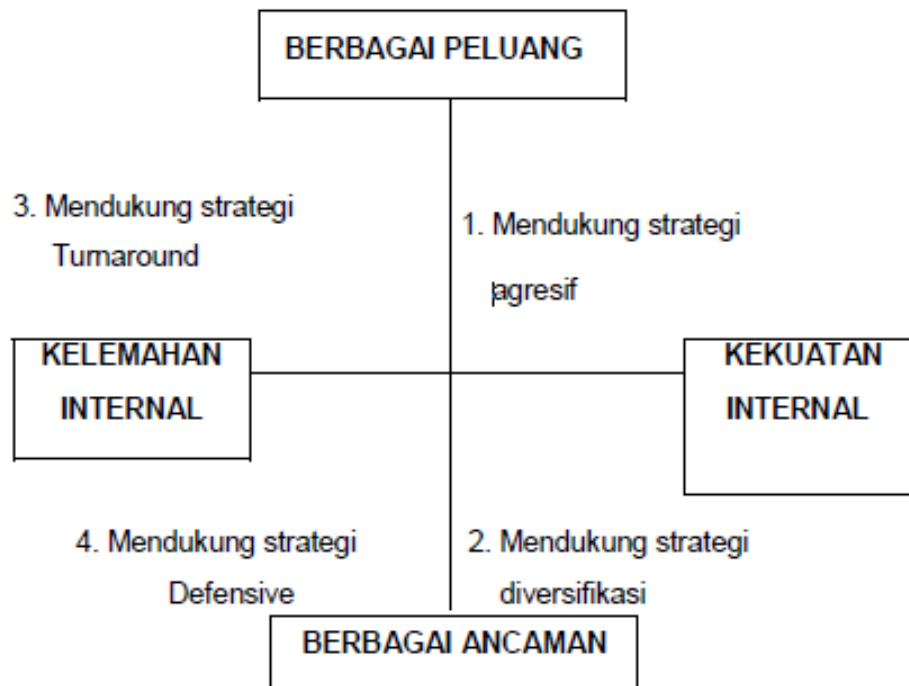 BERBAGAI PELUANG
3. Mendukung strategi
Turnaround
1. Mendukung strategi
agresif
KELEMAHAN
INTERNAL
KEKUATAN
INTERNAL
4. Mendukung strategi
Defensive
2. Mendukung strategi
diversifikasi
BERBAGAI ANCAMAN